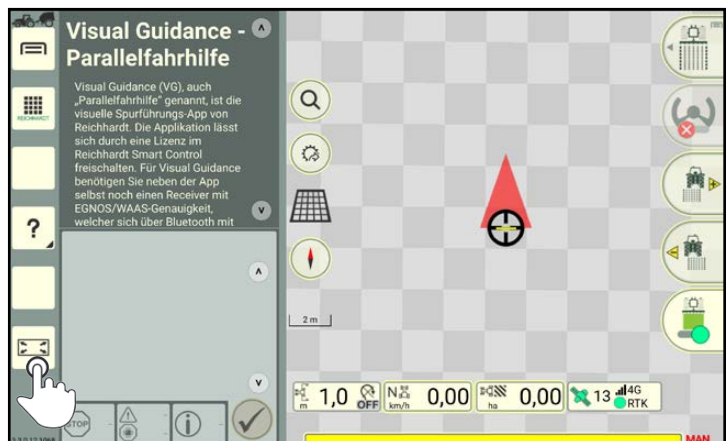 Visual Guidance -
Parallelfahrhilfe
Visual Guidance (VG), auch
„Parallelfahrhilfe“ genannt, ist die
visuelle Spurführungs-App von
Reichhardt. Die Applikation lässt
sich durch eine Lizenz im
Reichhardt Smart Control
freischalten. Für Visual Guidance
benötigen Sie neben der App
selbst noch einen Receiver mit
EGNOS/WAAS-Genauigkeit,
welcher sich über Bluetooth mit
REICHHARDT
?
2 m
m 1,0 OFF
N km/h 0,00
ha 0,00
13 4G
RTK
STOP
MAN